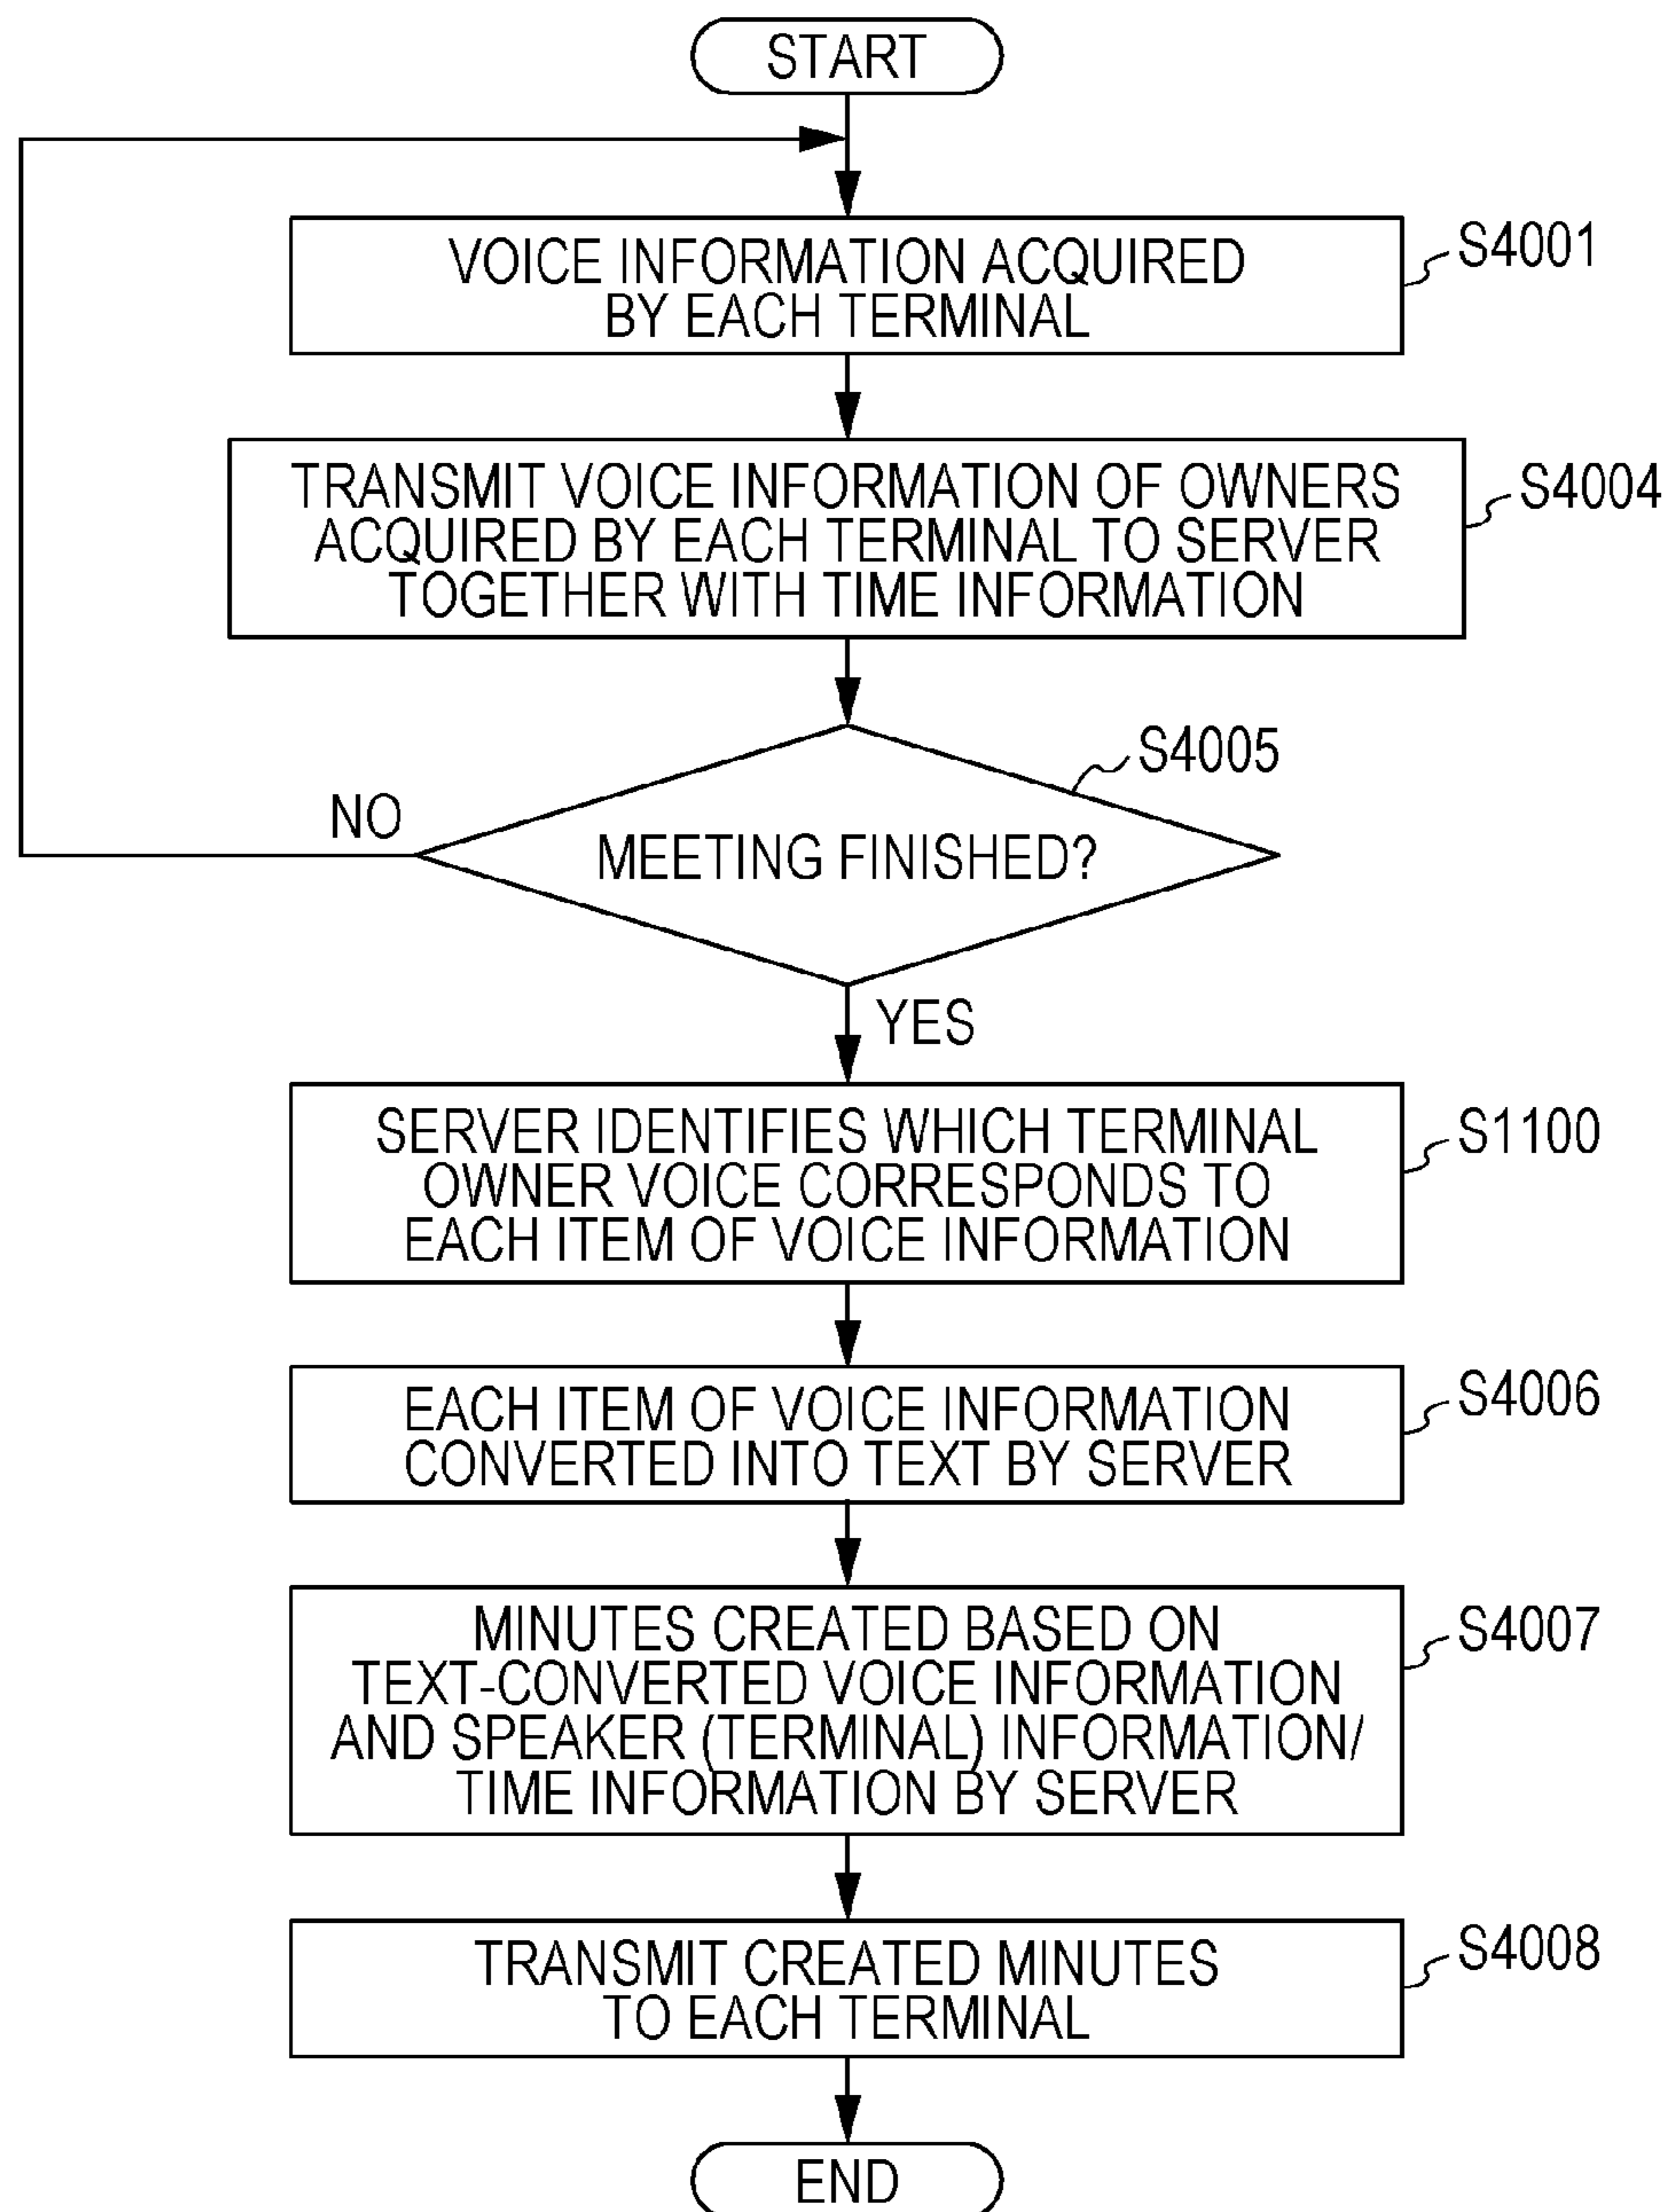 START
VOICE INFORMATION ACQUIRED
BY EACH TERMINAL
S4001
TRANSMIT VOICE INFORMATION OF OWNERS
ACQUIRED BY EACH TERMINAL TO SERVER
TOGETHER WITH TIME INFORMATION
S4004
S4005
NO
MEETING FINISHED?
YES
SERVER IDENTIFIES WHICH TERMINAL
OWNER VOICE CORRESPONDS TO
EACH ITEM OF VOICE INFORMATION
S1100
EACH ITEM OF VOICE INFORMATION
CONVERTED INTO TEXT BY SERVER
S4006
MINUTES CREATED BASED ON
TEXT-CONVERTED VOICE INFORMATION
AND SPEAKER (TERMINAL) INFORMATION/
TIME INFORMATION BY SERVER
S4007
TRANSMIT CREATED MINUTES
TO EACH TERMINAL
S4008
END